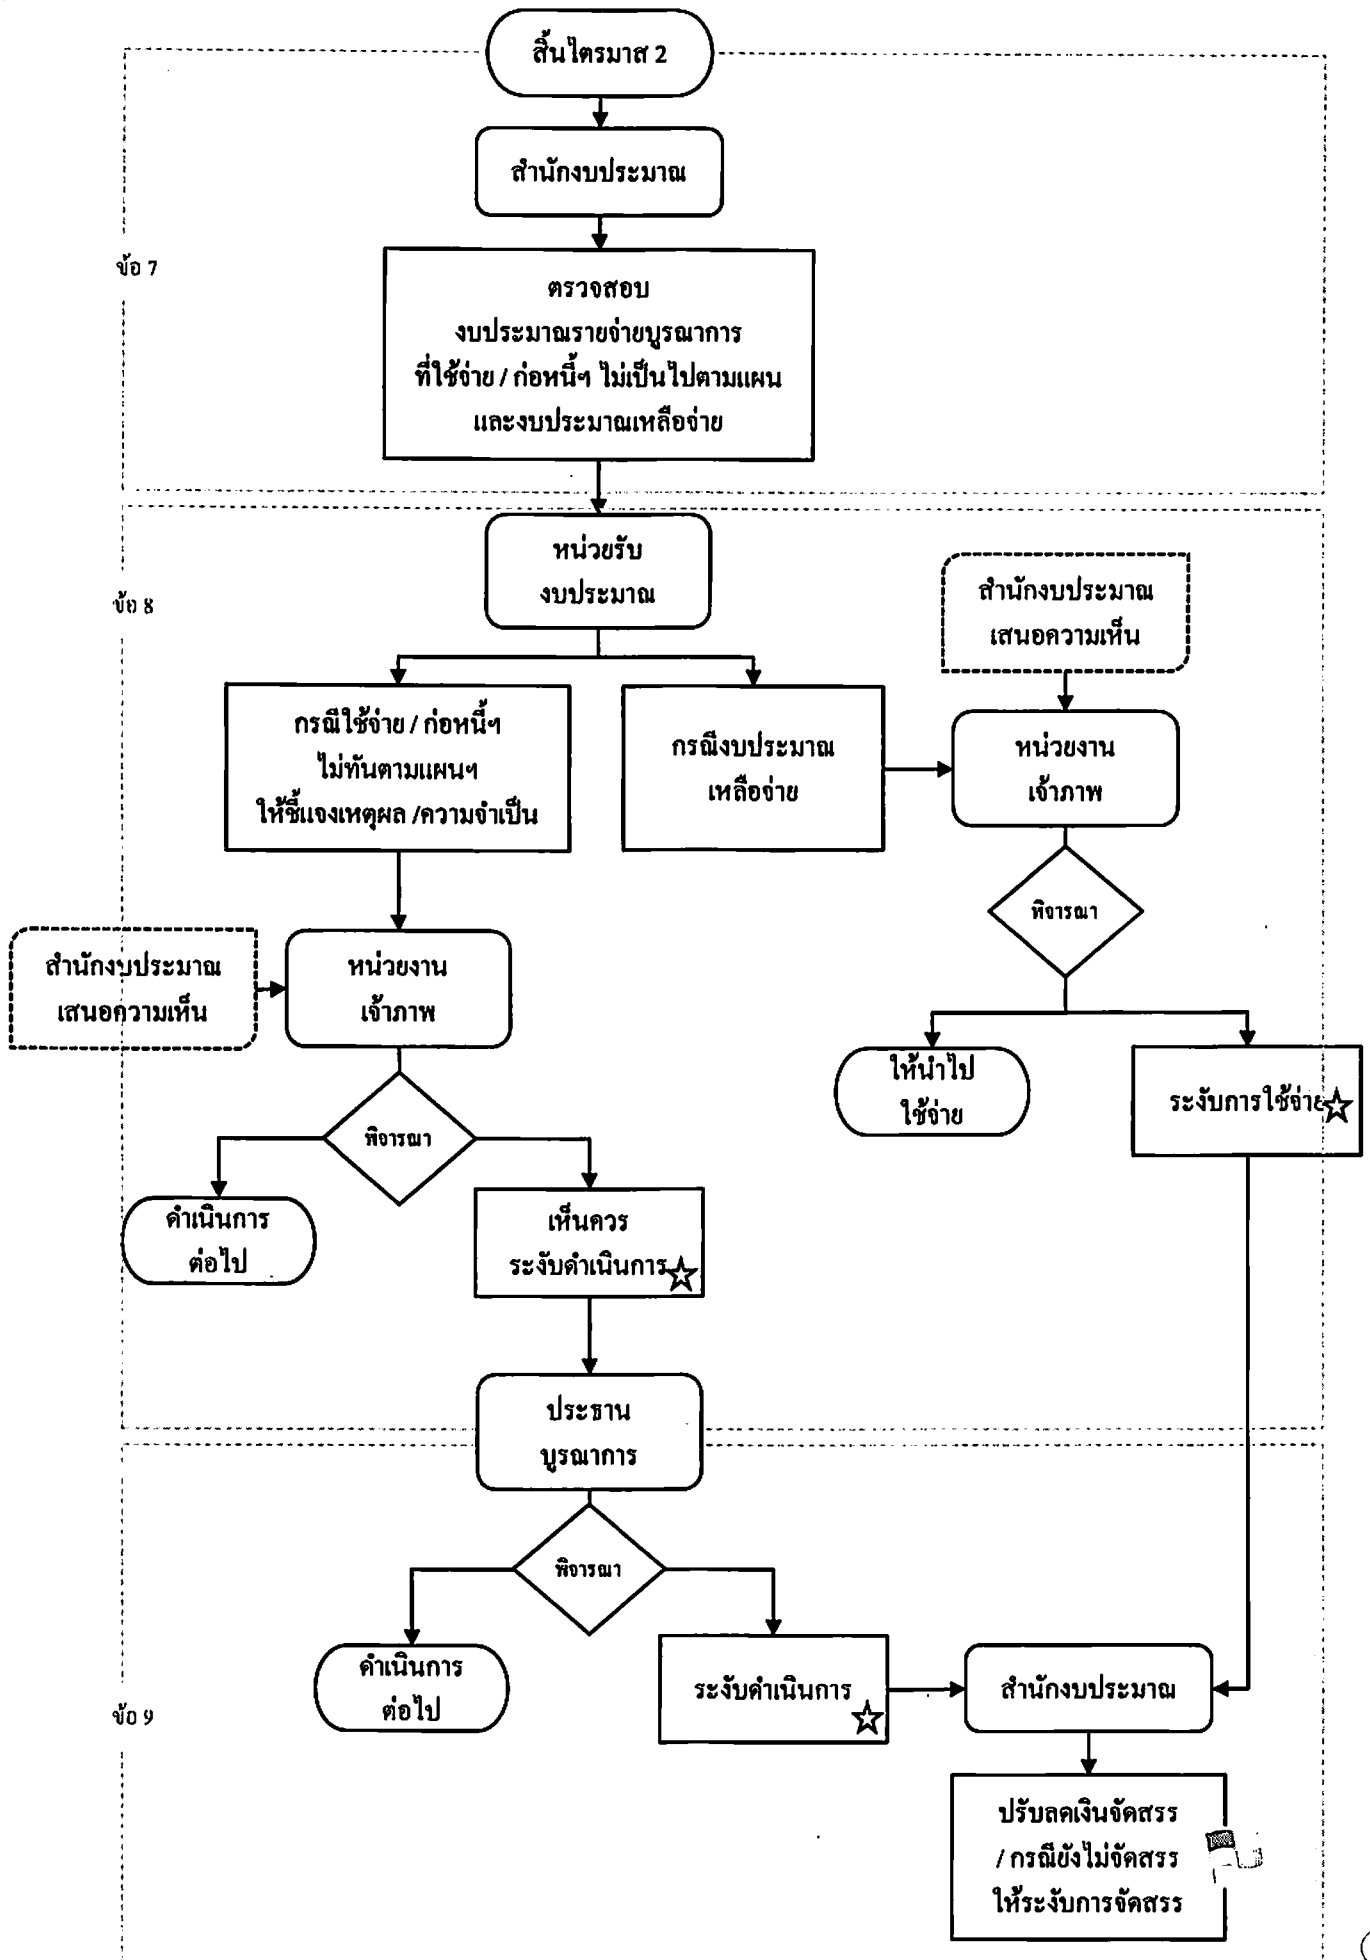 สิ้นไตรมาส 2
สำนักงบประมาณ
ข้อ 7
ตรวจสอบ
งบประมาณรายจ่ายบูรณาการ
ที่ใช้จ่าย / ก่อหนี้ฯ ไม่เป็นไปตามแผน
และงบประมาณเหลือจ่าย
หน่วยรับ
งบประมาณ
ข้อ 8
สำนักงบประมาณ
เสนอความเห็น
กรณีใช้จ่าย / ก่อหนี้ฯ
ไม่ทันตามแผนฯ
ให้ชี้แจงเหตุผล /ความจำเป็น
กรณีงบประมาณ
เหลือจ่าย
หน่วยงาน
เจ้าภาพ
พิจารณา
สำนักงบประมาณ
เสนอความเห็น
หน่วยงาน
เจ้าภาพ
ให้นำไป
ใช้จ่าย
ระงับการใช้จ่าย
พิจารณา
ดำเนินการ
ต่อไป
เห็นควร
ระงับดำเนินการ
ประธาน
บูรณาการ
พิจารณา
ดำเนินการ
ต่อไป
ระงับดำเนินการ
สำนักงบประมาณ
ข้อ 9
ปรับลดเงินจัดสรร
/ กรณียังไม่จัดสรร
ให้ระงับการจัดสรร